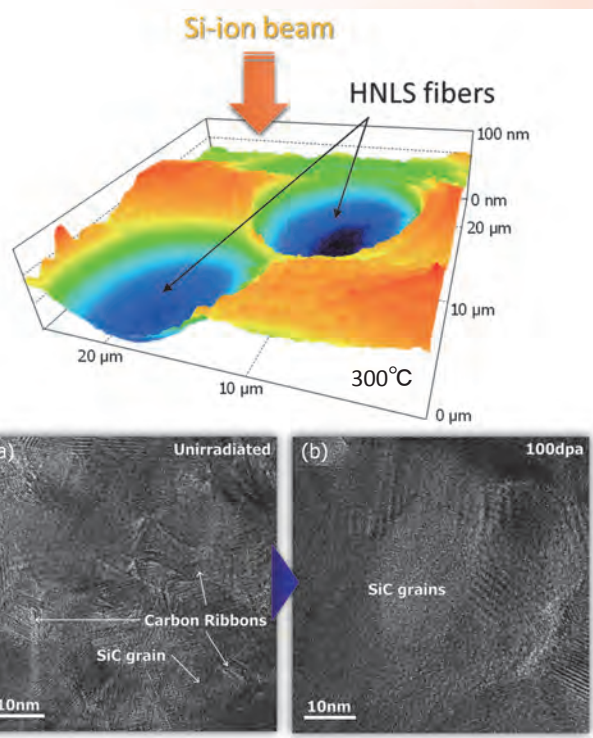 Si-ion beam
HNLS fibers
100 nm
0 nm
20 µm
10 µm
0 µm
20 µm
10 µm
300℃
a)
Unirradiated
Carbon Ribbons
SiC grain
10nm
(b)
100dpa
SiC grains
10nm